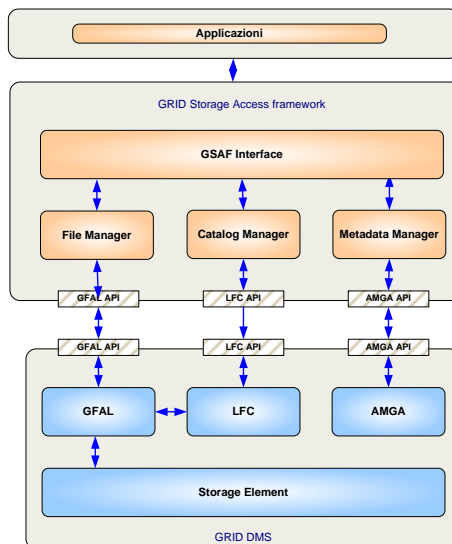 Applicazioni
GRID Storage Access framework
GSAF Interface
File Manager
Catalog Manager
Metadata Manager
GFAL API
LFC API
AMGA API
GFAL API
LFC API
AMGA API
GFAL
LFC
AMGA
Storage Element
GRID DMS